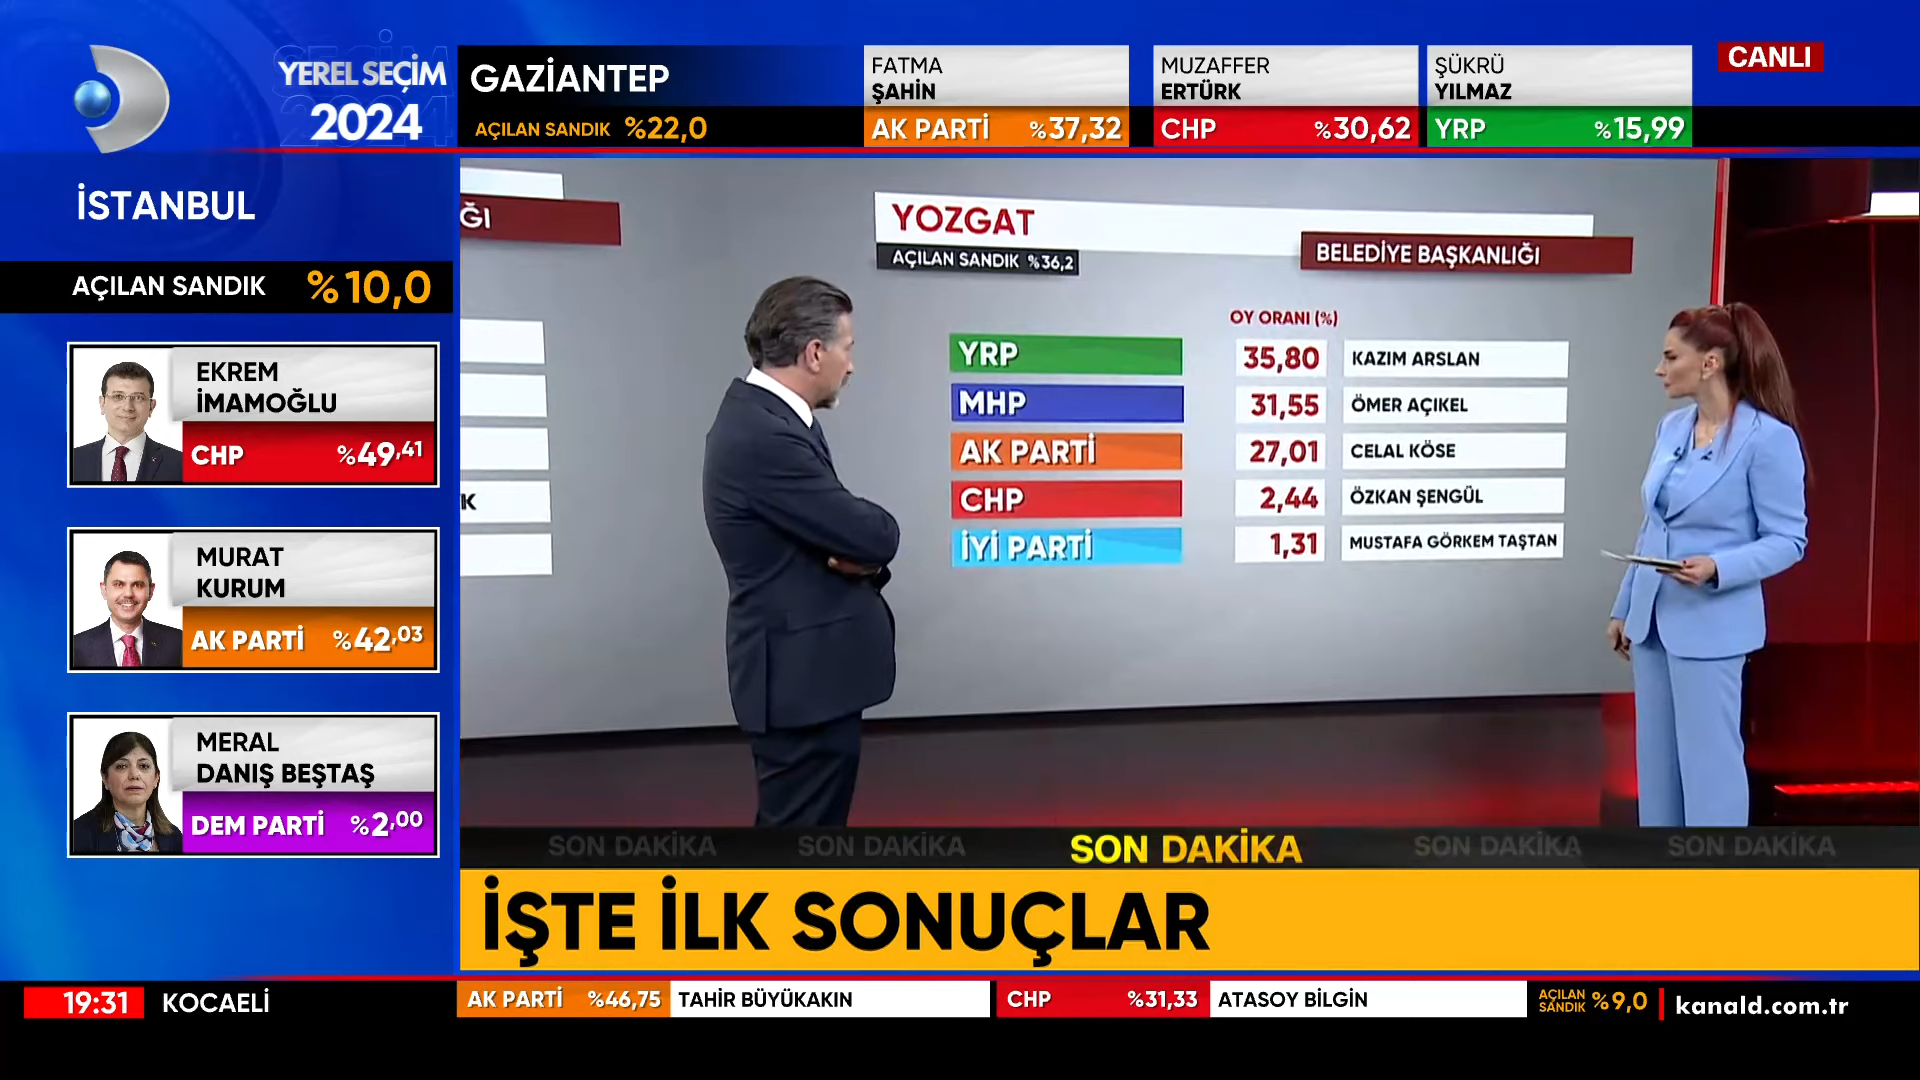 YEREL SEÇİM
2024
GAZİANTEP
AÇILAN SANDIK %22,0
FATMA
ŞAHİN
AK PARTİ %37,32
MUZAFFER
ERTÜRK
CHP %30,62
ŞÜKRÜ
YILMAZ
YRP %15,99
CANLI
İSTANBUL
AÇILAN SANDIK %10,0
EKREM
İMAMOĞLU
CHP %49,41
MURAT
KURUM
AK PARTİ %42,03
MERAL
DANIŞ BEŞTAŞ
DEM PARTİ %2,00
ĞI
K
YOZGAT
AÇILAN SANDIK %36,2
BELEDİYE BAŞKANLIĞI
OY ORANI (%)
YRP 35,80 KAZIM ARSLAN
MHP 31,55 ÖMER AÇIKEL
AK PARTİ 27,01 CELAL KÖSE
CHP 2,44 ÖZKAN ŞENGÜL
İYİ PARTİ 1,31 MUSTAFA GÖRKEM TAŞTAN
SON DAKİKA SON DAKİKA SON DAKİKA SON DAKİKA SON DAKİKA
İŞTE İLK SONUÇLAR
19:31 KOCAELİ
AK PARTİ %46,75 TAHİR BÜYÜKAKIN
CHP %31,33 ATASOY BİLGİN
AÇILAN
SANDIK %9,0
kanald.com.tr